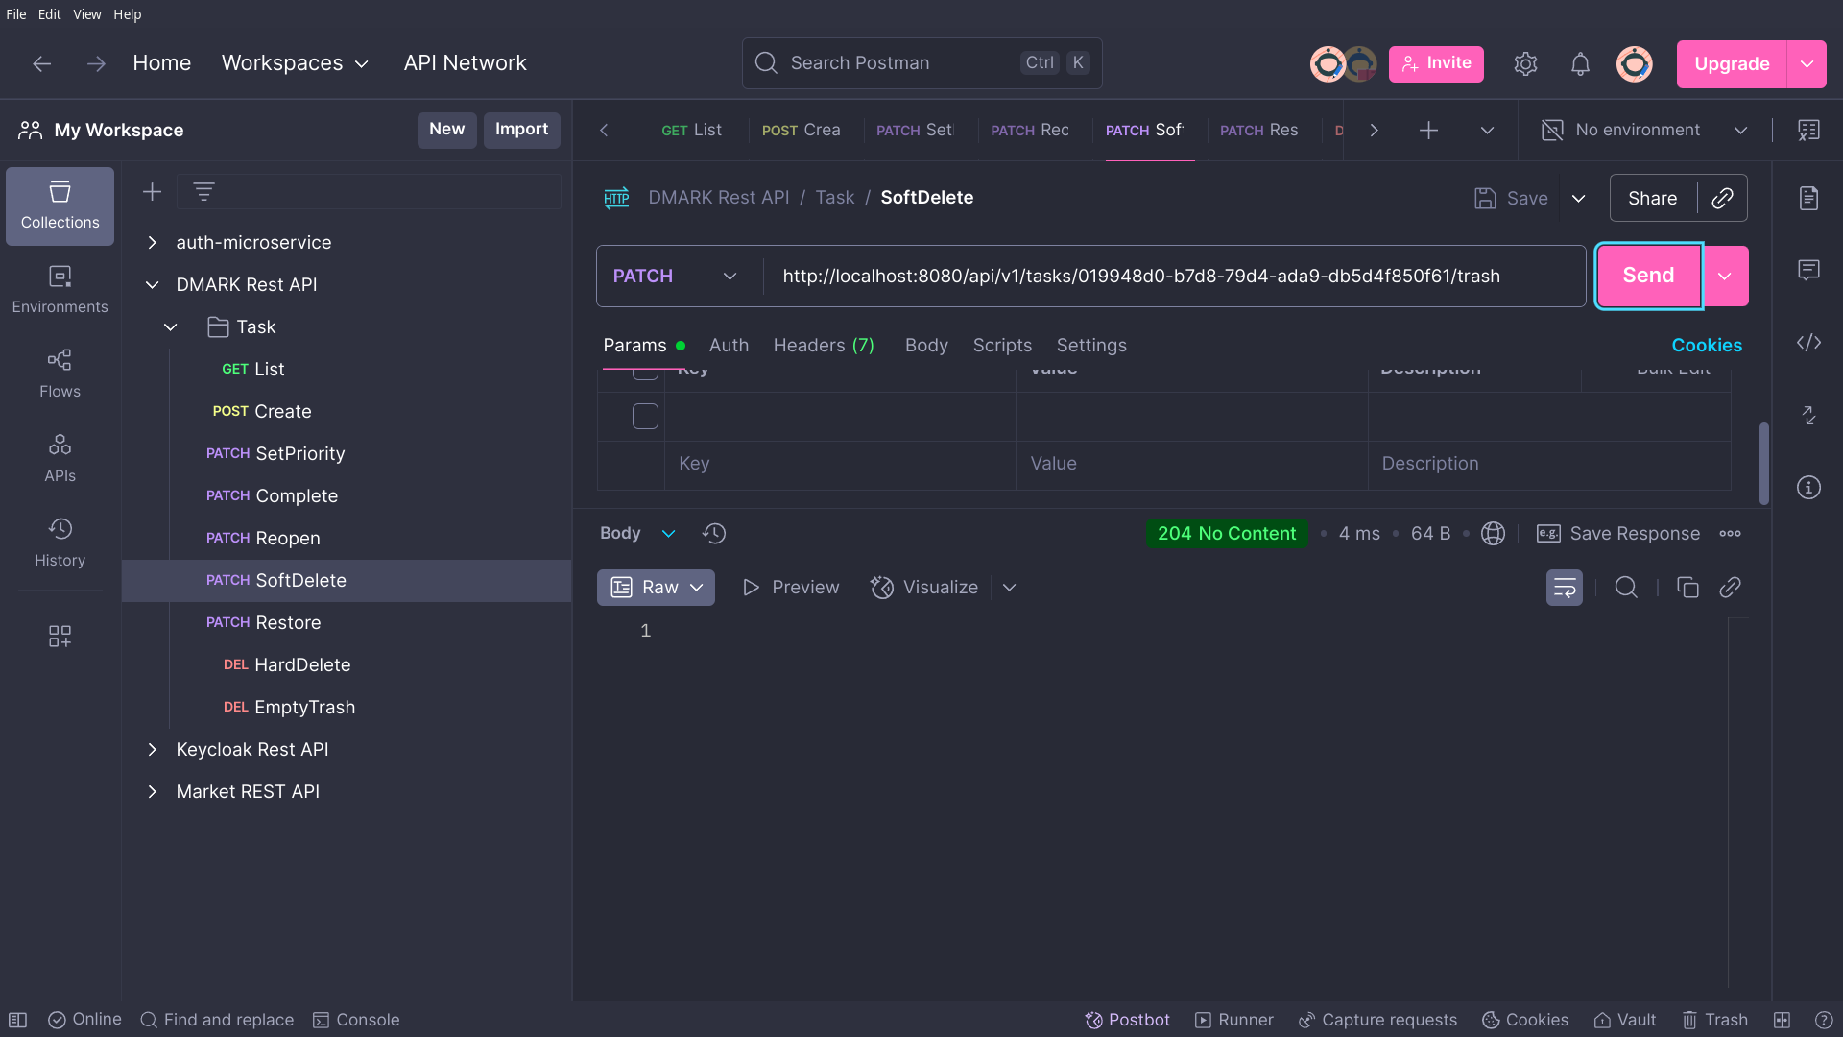 File Edit View Help
Home Workspaces API Network
Search Postman Ctrl K
Invite
Upgrade
My Workspace
New Import
GET List
POST Crea
PATCH Set
PATCH Rec
PATCH Sof
PATCH Res
D
No environment
Collections
Environments
Flows
APIs
History
auth-microservice
DMARK Rest API
Task
GET List
POST Create
PATCH SetPriority
PATCH Complete
PATCH Reopen
PATCH SoftDelete
PATCH Restore
DEL HardDelete
DEL EmptyTrash
Keycloak Rest API
Market REST API
HTTP DMARK Rest API / Task / SoftDelete
Save
Share
PATCH http://localhost:8080/api/v1/tasks/019948d0-b7d8-79d4-ada9-db5d4f850f61/trash
Send
Params Auth Headers (7) Body Scripts Settings
Cookies
Key Value Description Bulk Edit
Key Value Description
Body
204 No Content • 4 ms • 64 B
e.g. Save Response
Raw Preview Visualize
1
Online Find and replace Console
Postbot Runner Capture requests Cookies Vault Trash